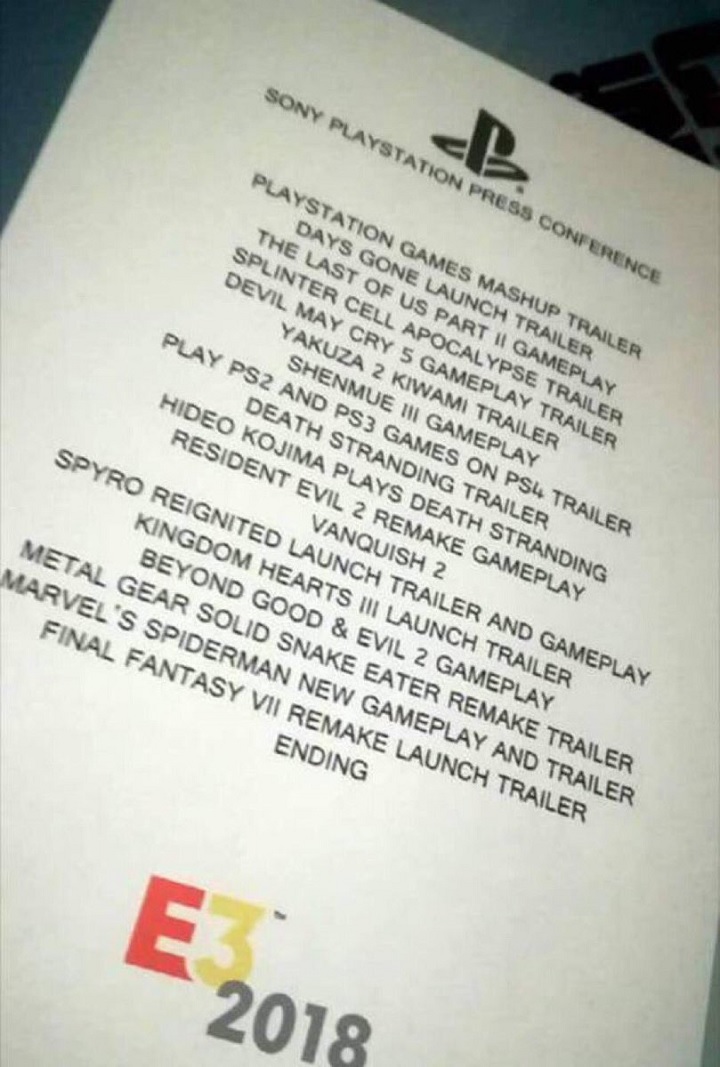 SONY PLAYSTATION PRESS CONFERENCE
PLAYSTATION GAMES MASHUP TRAILER
DAYS GONE LAUNCH TRAILER
THE LAST OF US PART II GAMEPLAY
SPLINTER CELL APOCALYPSE TRAILER
DEVIL MAY CRY 5 GAMEPLAY TRAILER
YAKUZA 2 KIWAMI TRAILER
SHENMUE III GAMEPLAY
PLAY PS2 AND PS3 GAMES ON PS4 TRAILER
DEATH STRANDING TRAILER
HIDEO KOJIMA PLAYS DEATH STRANDING
RESIDENT EVIL 2 REMAKE GAMEPLAY
VANQUISH 2
SPYRO REIGNITED LAUNCH TRAILER AND GAMEPLAY
KINGDOM HEARTS III LAUNCH TRAILER
BEYOND GOOD & EVIL 2 GAMEPLAY
METAL GEAR SOLID SNAKE EATER REMAKE TRAILER
MARVEL'S SPIDERMAN NEW GAMEPLAY AND TRAILER
FINAL FANTASY VII REMAKE LAUNCH TRAILER
ENDING
E3™
2018